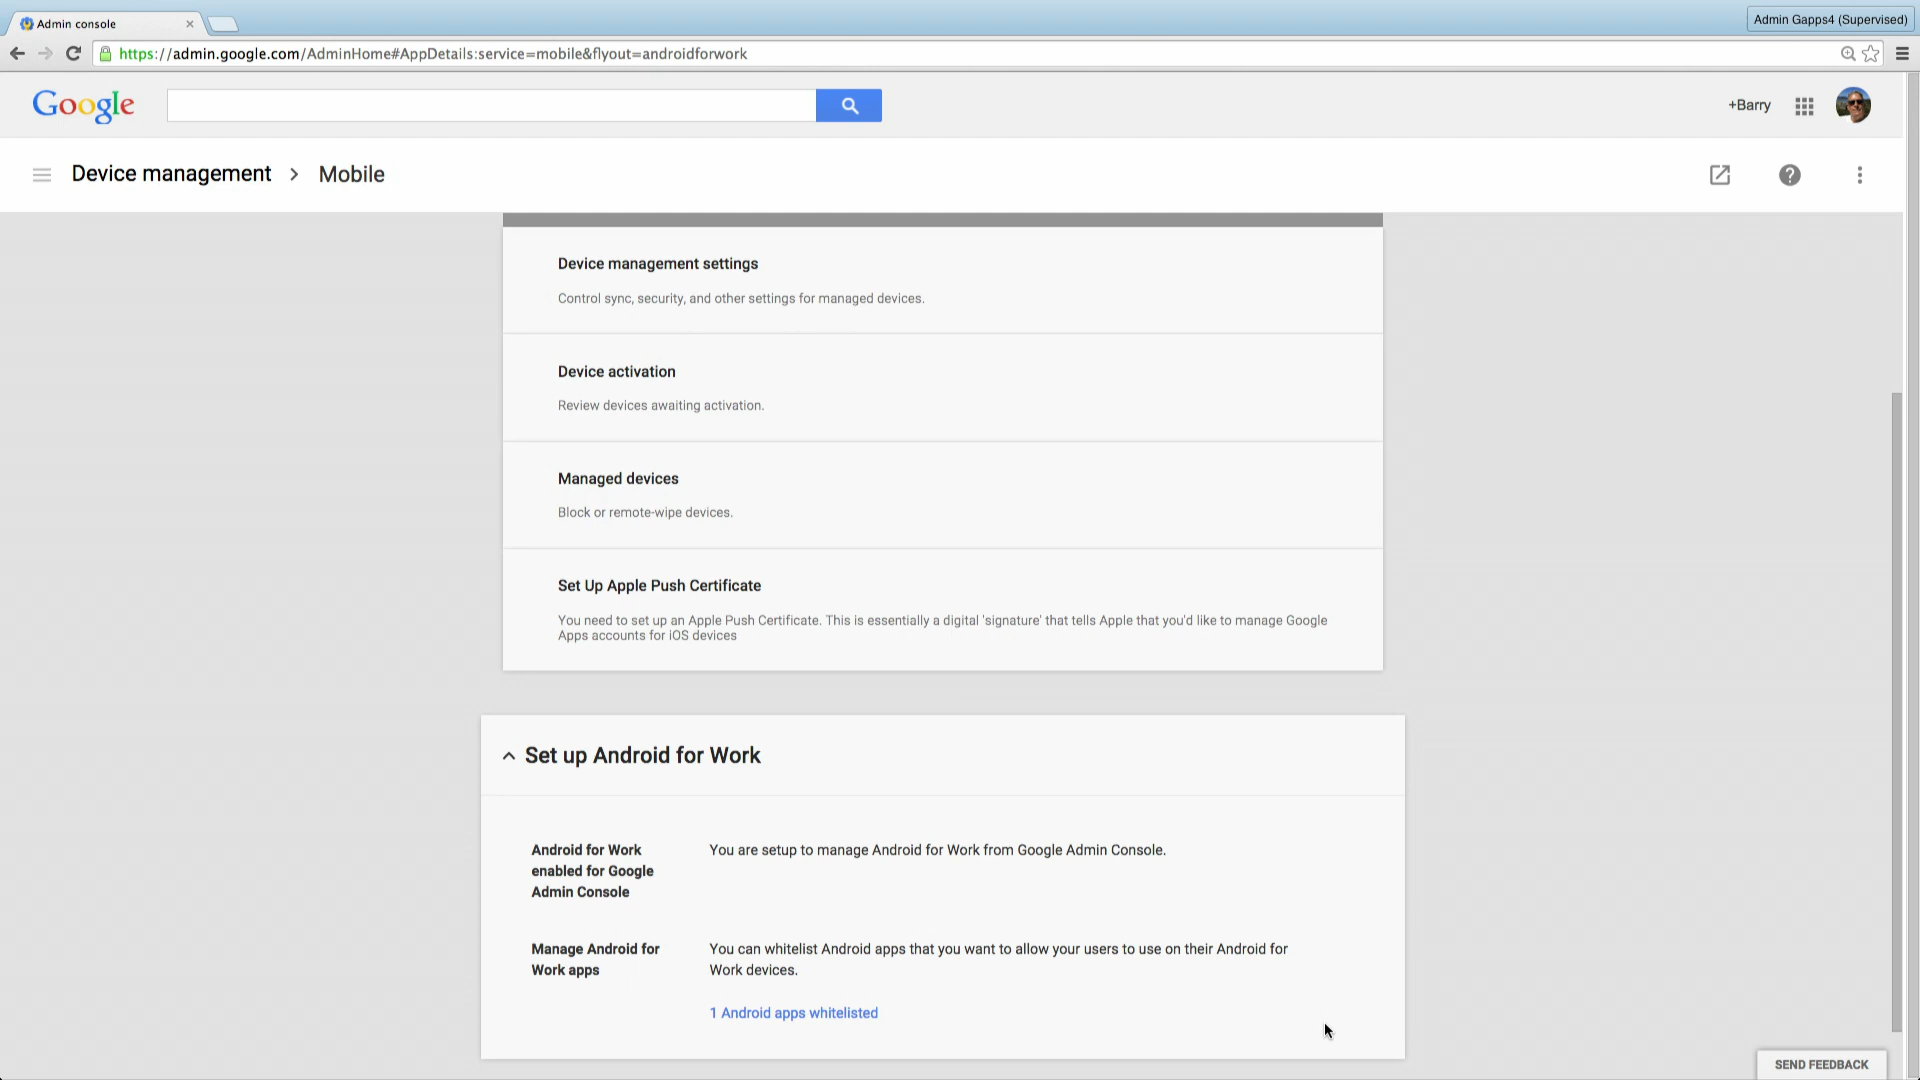 Admin console
Admin Gapps4 (Supervised)
https://admin.google.com/AdminHome#AppDetails:service=mobile&flyout=androidforwork
Google
+Barry
Device management > Mobile
Device management settings
Control sync, security, and other settings for managed devices.
Device activation
Review devices awaiting activation.
Managed devices
Block or remote-wipe devices.
Set Up Apple Push Certificate
You need to set up an Apple Push Certificate. This is essentially a digital 'signature' that tells Apple that you'd like to manage Google
Apps accounts for iOS devices
Set up Android for Work
Android for Work
enabled for Google
Admin Console
You are setup to manage Android for Work from Google Admin Console.
Manage Android for
Work apps
You can whitelist Android apps that you want to allow your users to use on their Android for
Work devices.
1 Android apps whitelisted
SEND FEEDBACK